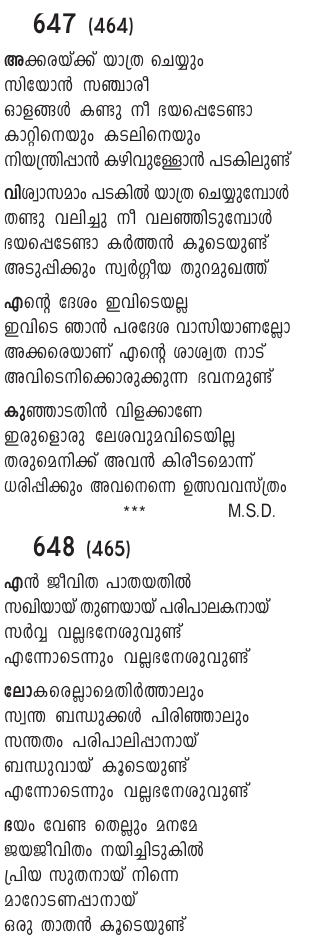 647 (464)
അക്കരയ്ക്ക് യാത്ര ചെയ്യും
സിയോൻ സഞ്ചാരീ
ഓളങ്ങൾ കണ്ടു നീ ഭയപ്പെടേണ്ടാ
കാറ്റിനെയും കടലിനെയും
നിയന്ത്രിപ്പാൻ കഴിവുള്ളോൻ പടകിലുണ്ട്
വിശ്വാസമാം പടകിൽ യാത്ര ചെയ്യുമ്പോൾ
തണ്ടു വലിച്ചു നീ വലഞ്ഞിടുമ്പോൾ
ഭയപ്പെടേണ്ടാ കർത്തൻ കൂടെയുണ്ട്
അടുപ്പിക്കും സ്വർഗ്ഗീയ തുറമുഖത്ത്
എന്റെ ദേശം ഇവിടെയല്ല
ഇവിടെ ഞാൻ പരദേശ വാസിയാണല്ലോ
അക്കരെയാണ് എന്റെ ശാശ്വത നാട്
അവിടെനിക്കൊരുക്കുന്ന ഭവനമുണ്ട്
കുഞ്ഞാടതിൻ വിളക്കാണേ
ഇരുളൊരു ലേശവുമവിടെയില്ല
തരുമെനിക്ക് അവൻ കിരീടമൊന്ന്
ധരിപ്പിക്കും അവനെന്നെ ഉത്സവവസ്ത്രം
*** M.S.D.
648 (465)
എൻ ജീവിത പാതയതിൽ
സഖിയായ് തുണയായ് പരിപാലകനായ്
സർവ്വ വല്ലഭനേശുവുണ്ട്
എന്നോടെന്നും വല്ലഭനേശുവുണ്ട്
ലോകരെല്ലാമെതിർത്താലും
സ്വന്ത ബന്ധുക്കൾ പിരിഞ്ഞാലും
സന്തതം പരിപാലിപ്പാനായ്
ബന്ധുവായ് കൂടെയുണ്ട്
എന്നോടെന്നും വല്ലഭനേശുവുണ്ട്
ഭയം വേണ്ട തെല്ലും മനമേ
ജയജീവിതം നയിച്ചിടുകിൽ
പ്രിയ സുതനായ് നിന്നെ
മാറോടണപ്പാനായ്
ഒരു താതൻ കൂടെയുണ്ട്